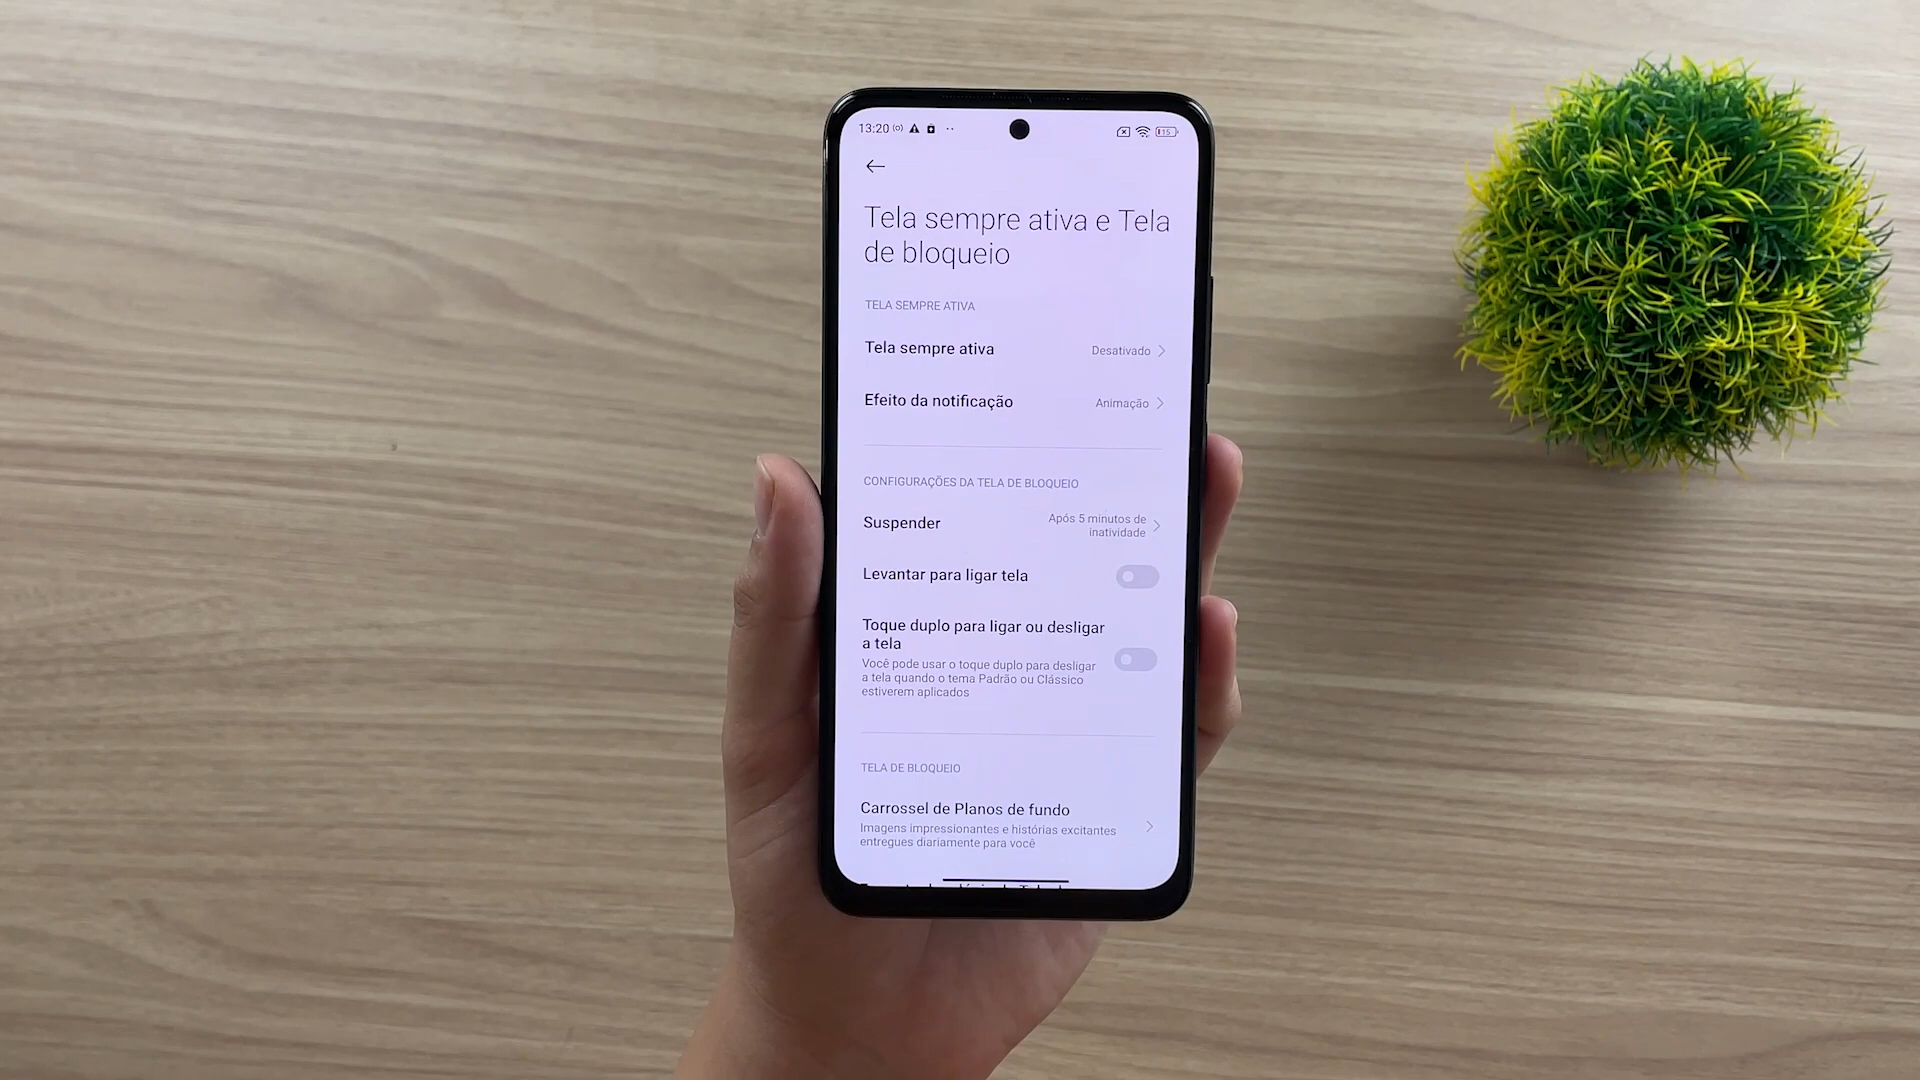 13:20
15
Tela sempre ativa e Tela
de bloqueio
TELA SEMPRE ATIVA
Tela sempre ativa
Desativado
Efeito da notificação
Animação
CONFIGURAÇÕES DA TELA DE BLOQUEIO
Suspender
Após 5 minutos de
inatividade
Levantar para ligar tela
Toque duplo para ligar ou desligar
a tela
Você pode usar o toque duplo para desligar
a tela quando o tema Padrão ou Clássico
estiverem aplicados
TELA DE BLOQUEIO
Carrossel de Planos de fundo
Imagens impressionantes e histórias excitantes
entregues diariamente para você